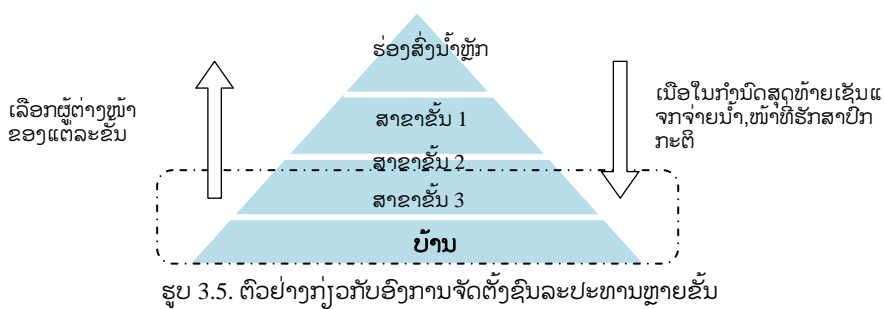 ຮ່ອງສົ່ງນ້ຳຫຼັກ
ເລືອກຜູ້ຕ່າງໜ້າ
ຂອງແຕ່ລະຂັ້ນ
ເນືອໃນກຳນົດສຸດທ້າຍເຊັນແ
ຈກຈ່າຍນ້ຳ,ໜ້າທີ່ຮັກສາປົກ
ກະຕິ
ສາຂາຂັ້ນ 1
ສາຂາຂັ້ນ 2
ສາຂາຂັ້ນ 3
ບ້ານ
ຮູບ 3.5. ຕົວຢ່າງກ່ຽວກັບອົງການຈັດຕັ້ງຊົນລະປະທານຫຼາຍຂັ້ນ